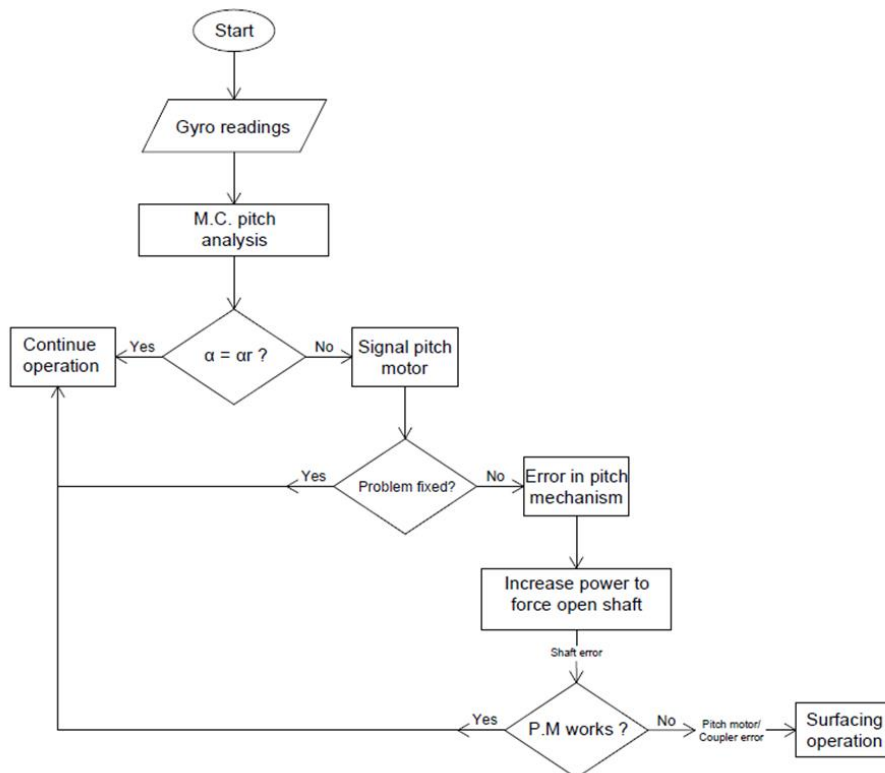 Start
Gyro readings
M.C. pitch
analysis
Continue
operation
Yes
α = αr ?
No
Signal pitch
motor
Yes
Problem fixed?
No
Error in pitch
mechanism
Increase power to
force open shaft
Shaft error
Yes
P.M works ?
No
Pitch motor/
Coupler error
Surfacing
operation